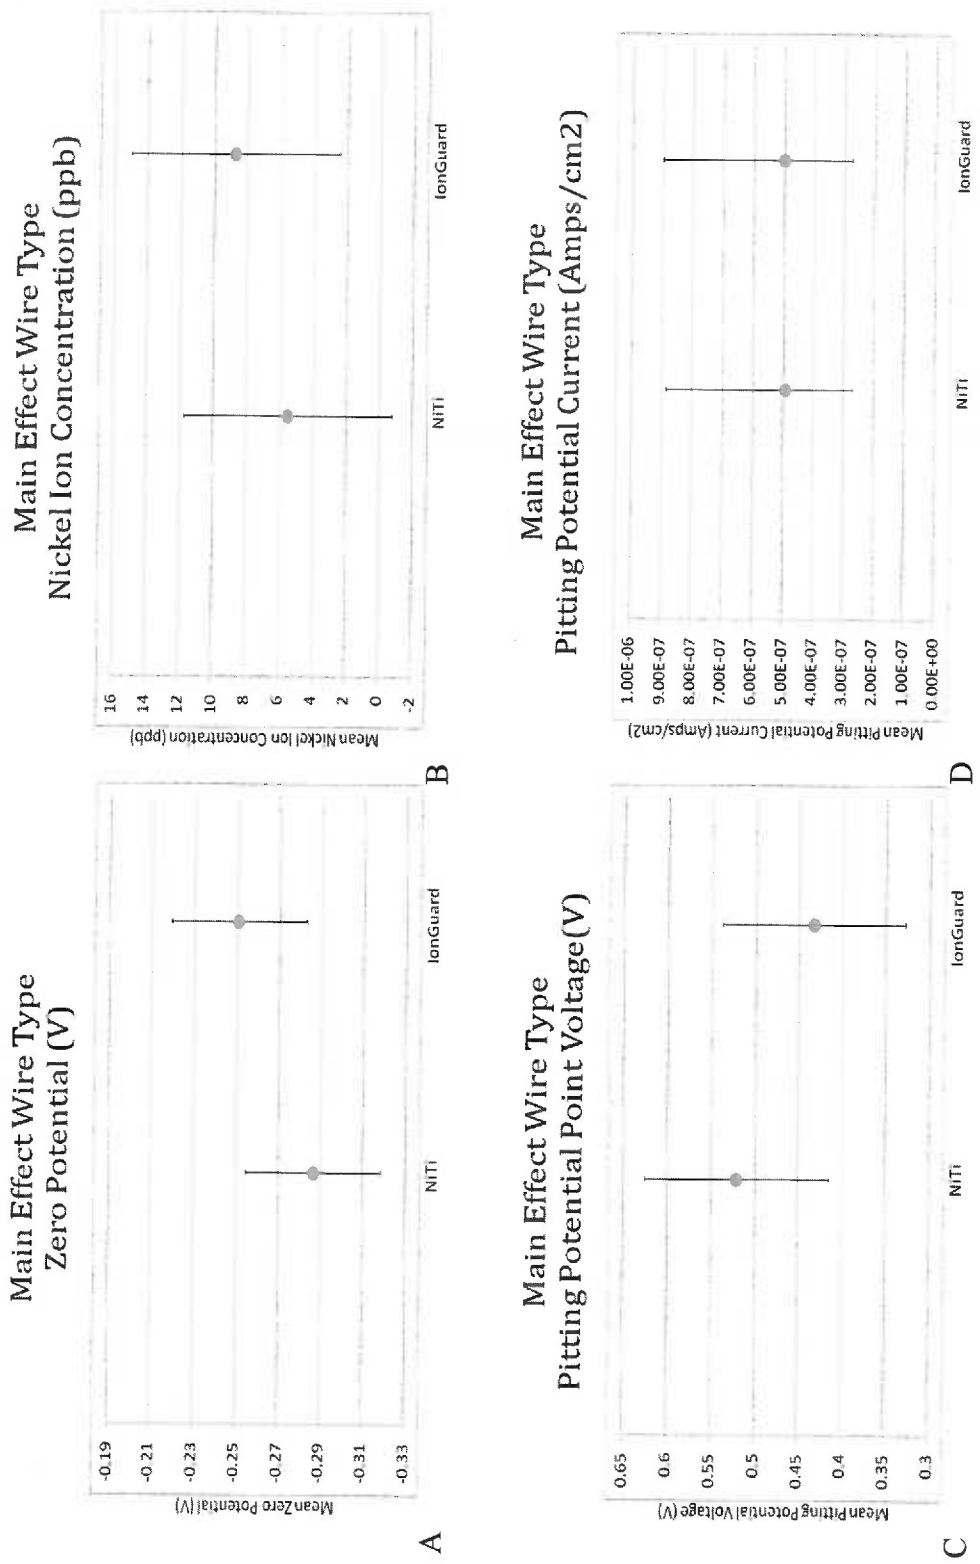 Main Effect Wire Type
Zero Potential (V)
Mean Zero Potential (V)
-0.19
-0.21
-0.23
-0.25
-0.27
-0.29
-0.31
-0.33
NiTi
IonGuard
A
Main Effect Wire Type
Nickel Ion Concentration (ppb)
Mean Nickel Ion Concentration (ppb)
16
14
12
10
8
6
4
2
0
-2
NiTi
IonGuard
B
Main Effect Wire Type
Pitting Potential Point Voltage(V)
Mean Pitting Potential Voltage (V)
0.65
0.6
0.55
0.5
0.45
0.4
0.35
0.3
NiTi
IonGuard
C
Main Effect Wire Type
Pitting Potential Current (Amps/cm2)
Mean Pitting Potential Current (Amps/cm2)
1.00E-06
9.00E-07
8.00E-07
7.00E-07
6.00E-07
5.00E-07
4.00E-07
3.00E-07
2.00E-07
1.00E-07
0.00E+00
NiTi
IonGuard
D